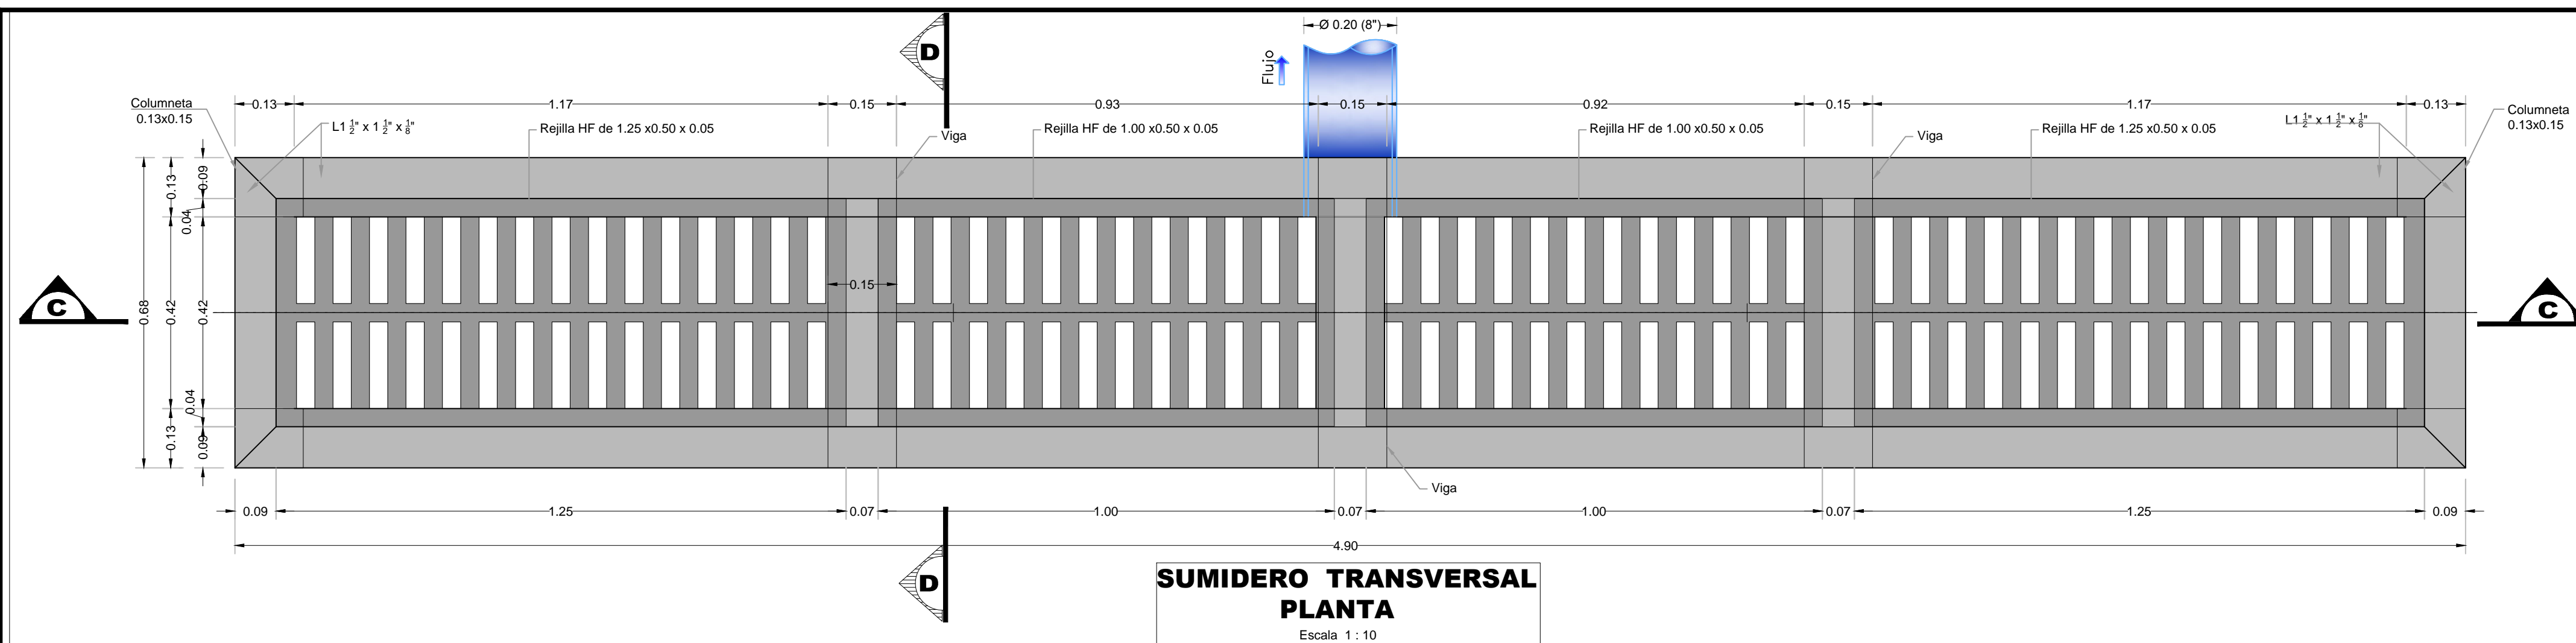 Ø 0.20 (8")
D
Flujo
Columneta
0.13x0.15
0.13
1.17
0.15
0.93
0.15
0.92
0.15
1.17
0.13
Columneta
0.13x0.15
L1 1/2" x 1 1/2" x 1/8"
Rejilla HF de 1.25 x0.50 x 0.05
Viga
Rejilla HF de 1.00 x0.50 x 0.05
Rejilla HF de 1.00 x0.50 x 0.05
Viga
Rejilla HF de 1.25 x0.50 x 0.05
L1 1/2" x 1 1/2" x 1/8"
0.13
0.09
0.04
0.15
C
0.68
0.42
0.42
C
0.04
0.13
0.09
Viga
0.09
1.25
0.07
1.00
0.07
1.00
0.07
1.25
0.09
4.90
D
SUMIDERO TRANSVERSAL
PLANTA
Escala 1 : 10